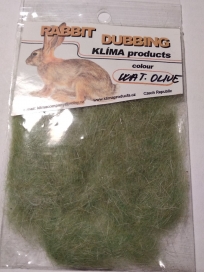 RABBIT DUBBING
KLÍMA products
colour
WAT. OLIVE
Czech Republic